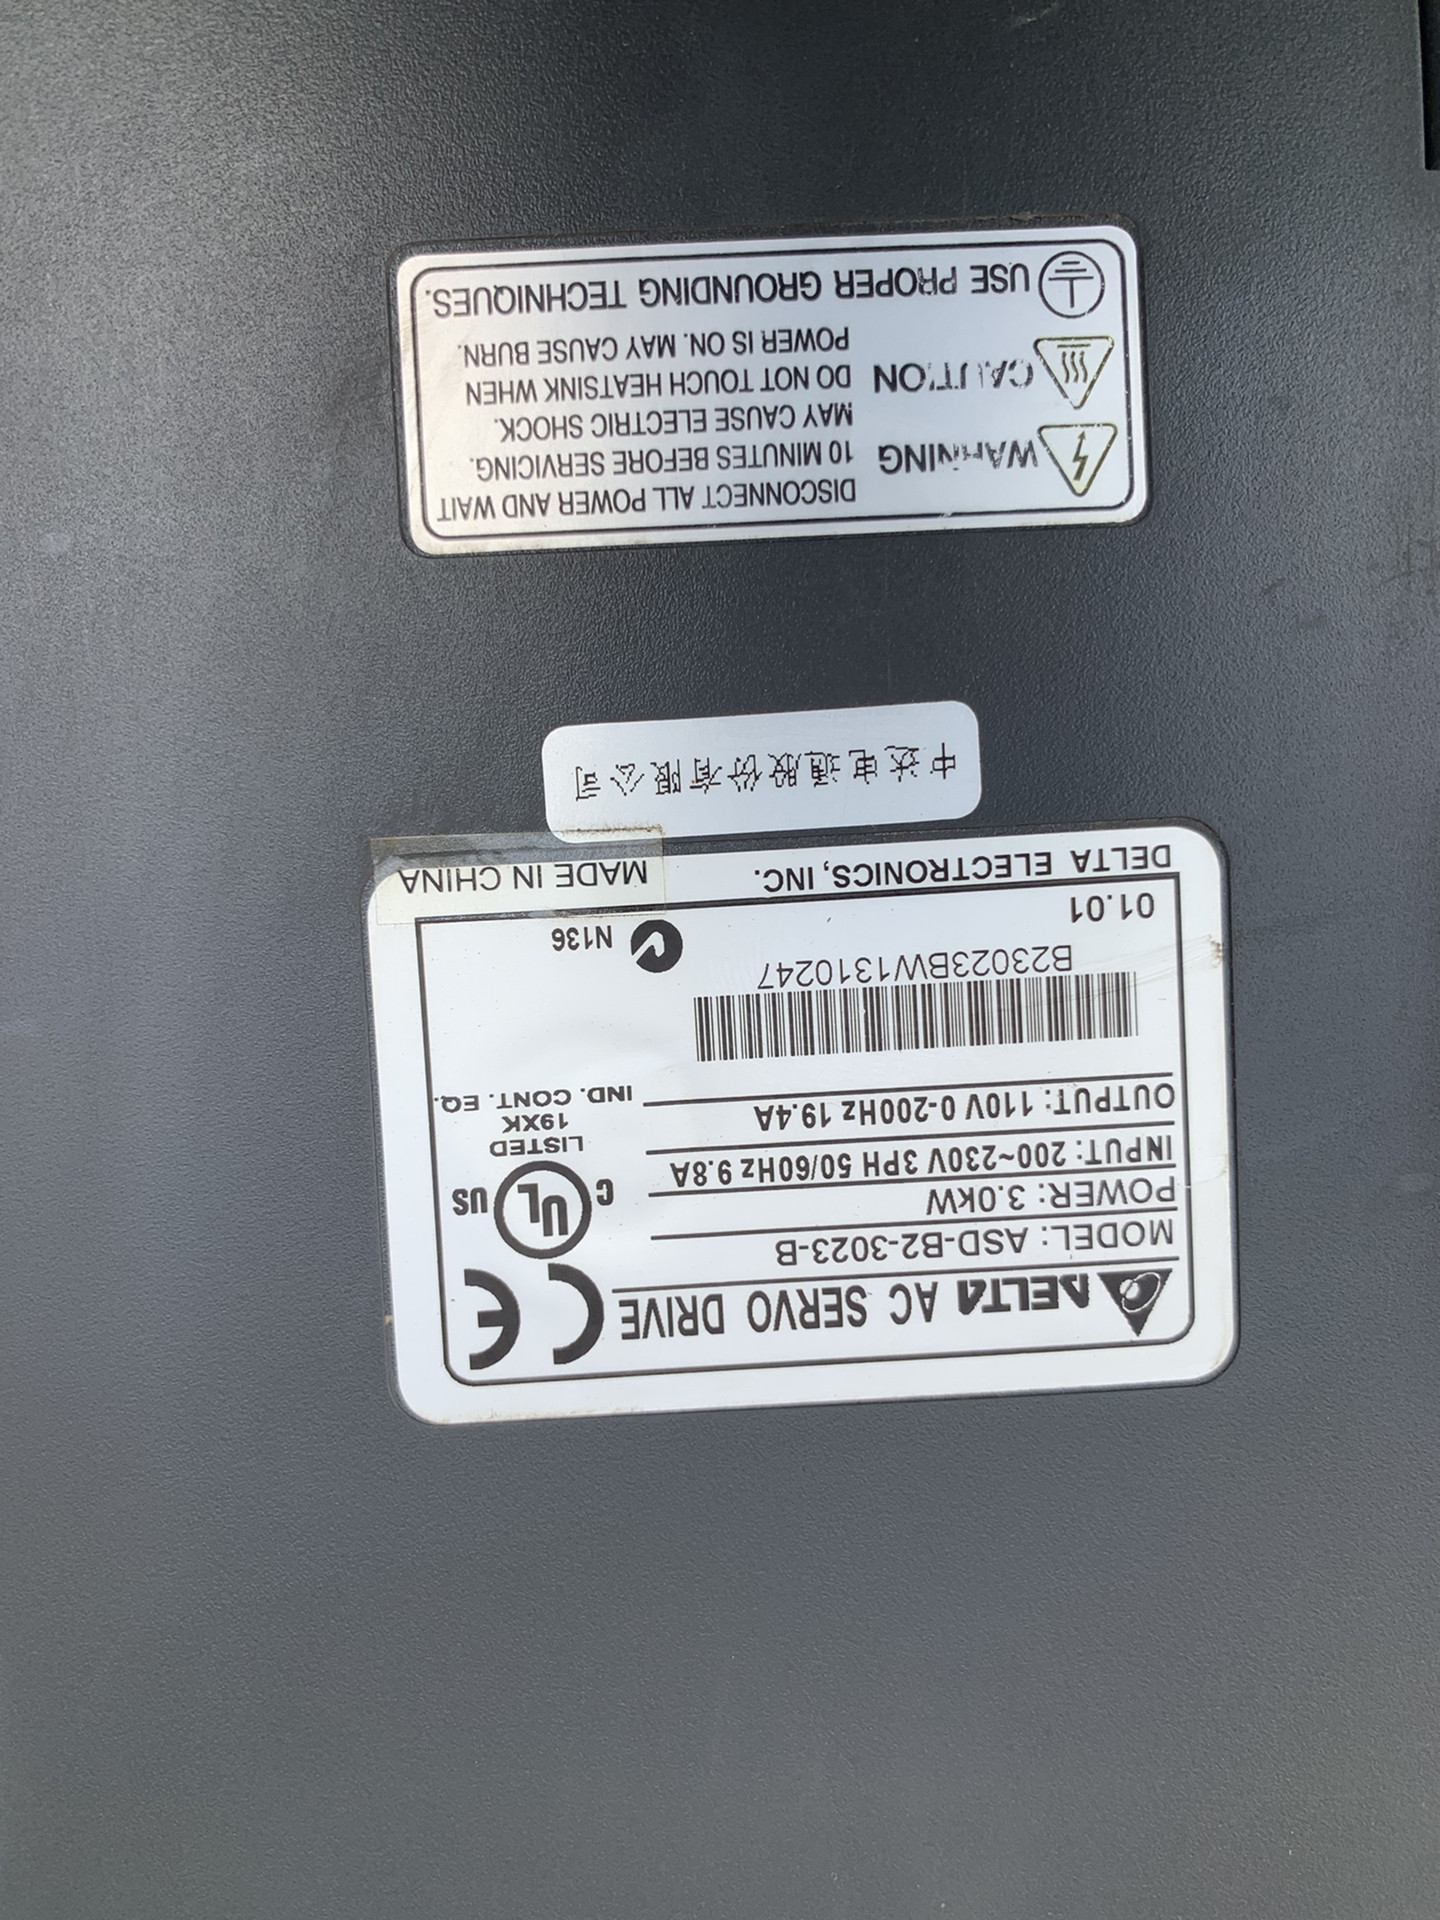 DELTA AC SERVO DRIVE
MODEL: ASD-B2-3023-B
POWER: 3.0kW
INPUT: 200~230V 3PH 50/60Hz 9.8A
OUTPUT: 110V 0-200Hz 19.4A
CE
C UL US
LISTED
19XK
IND. CONT. EQ.
B23023BW1310247
N136
01.01
DELTA ELECTRONICS, INC.
MADE IN CHINA
中达电通股份有限公司
WARNING
DISCONNECT ALL POWER AND WAIT
10 MINUTES BEFORE SERVICING.
MAY CAUSE ELECTRIC SHOCK.
CAUTION
DO NOT TOUCH HEATSINK WHEN
POWER IS ON. MAY CAUSE BURN.
USE PROPER GROUNDING TECHNIQUES.